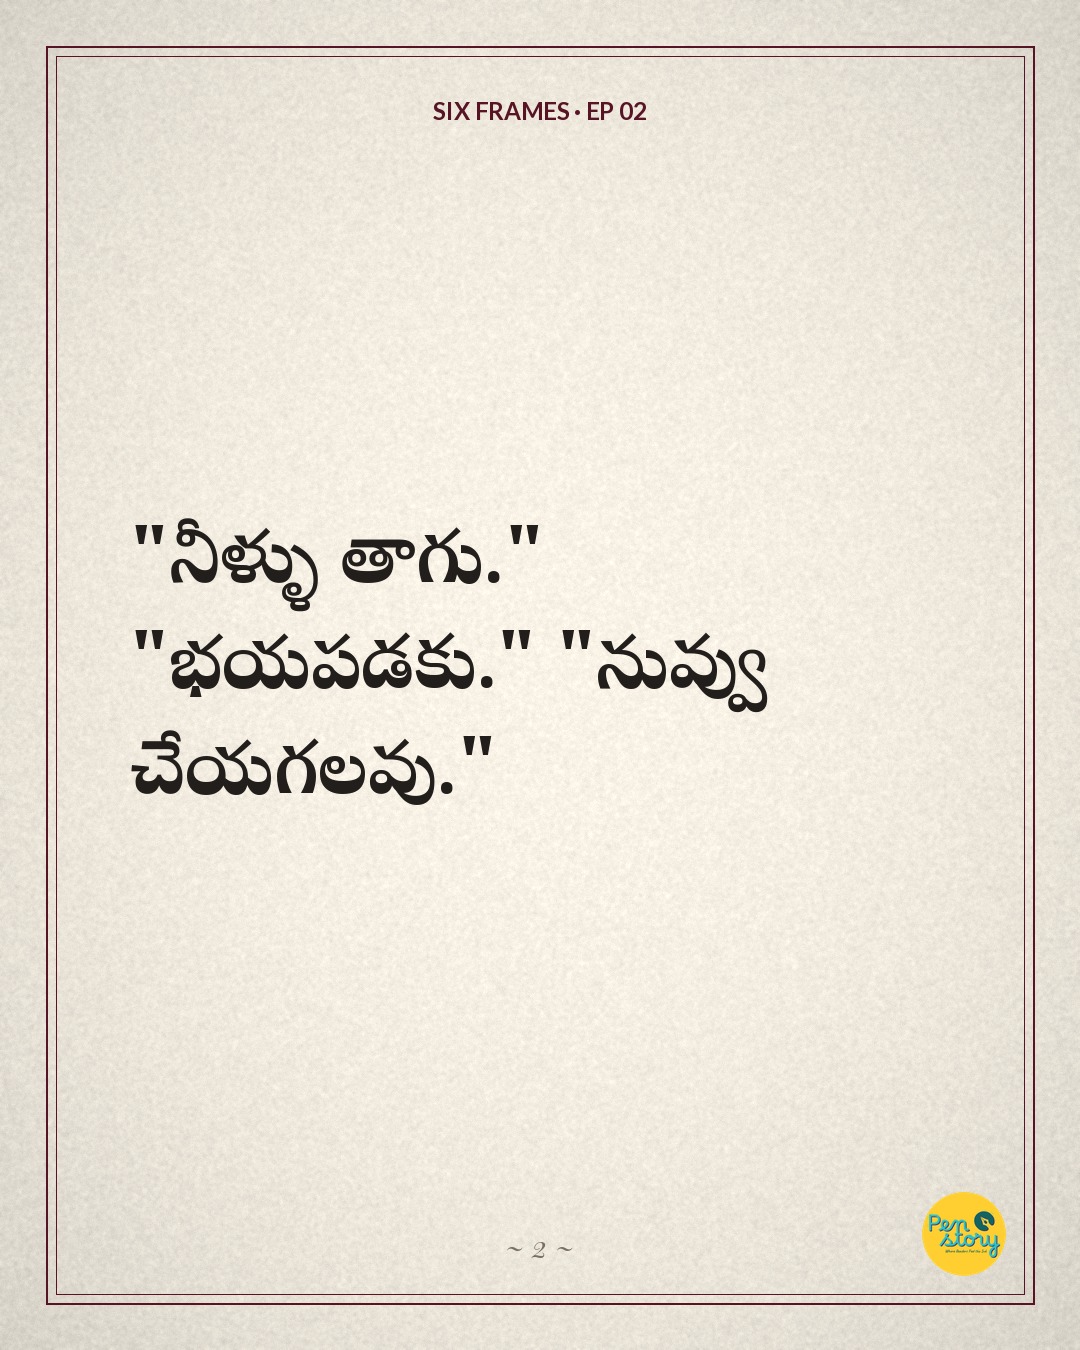 SIX FRAMES · EP 02
"నీళ్ళు తాగు."
"భయపడకు." "నువ్వు
చేయగలవు."
~ 2 ~
Pen
story